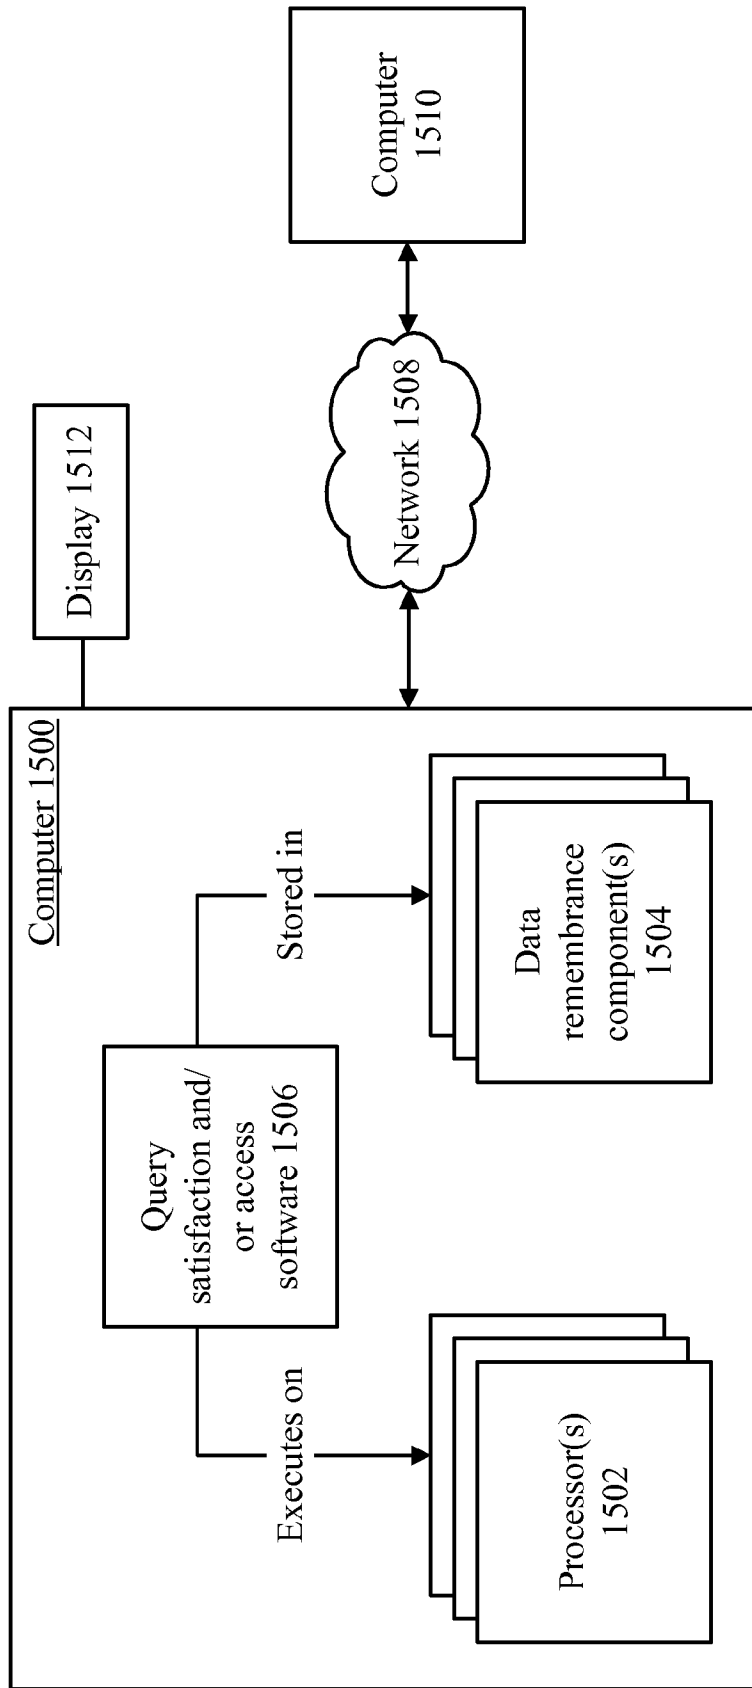 Computer 1500
Query
satisfaction and/
or access
software 1506
Executes on
Stored in
Processor(s)
1502
Data
remembrance
component(s)
1504
Display 1512
Network 1508
Computer
1510